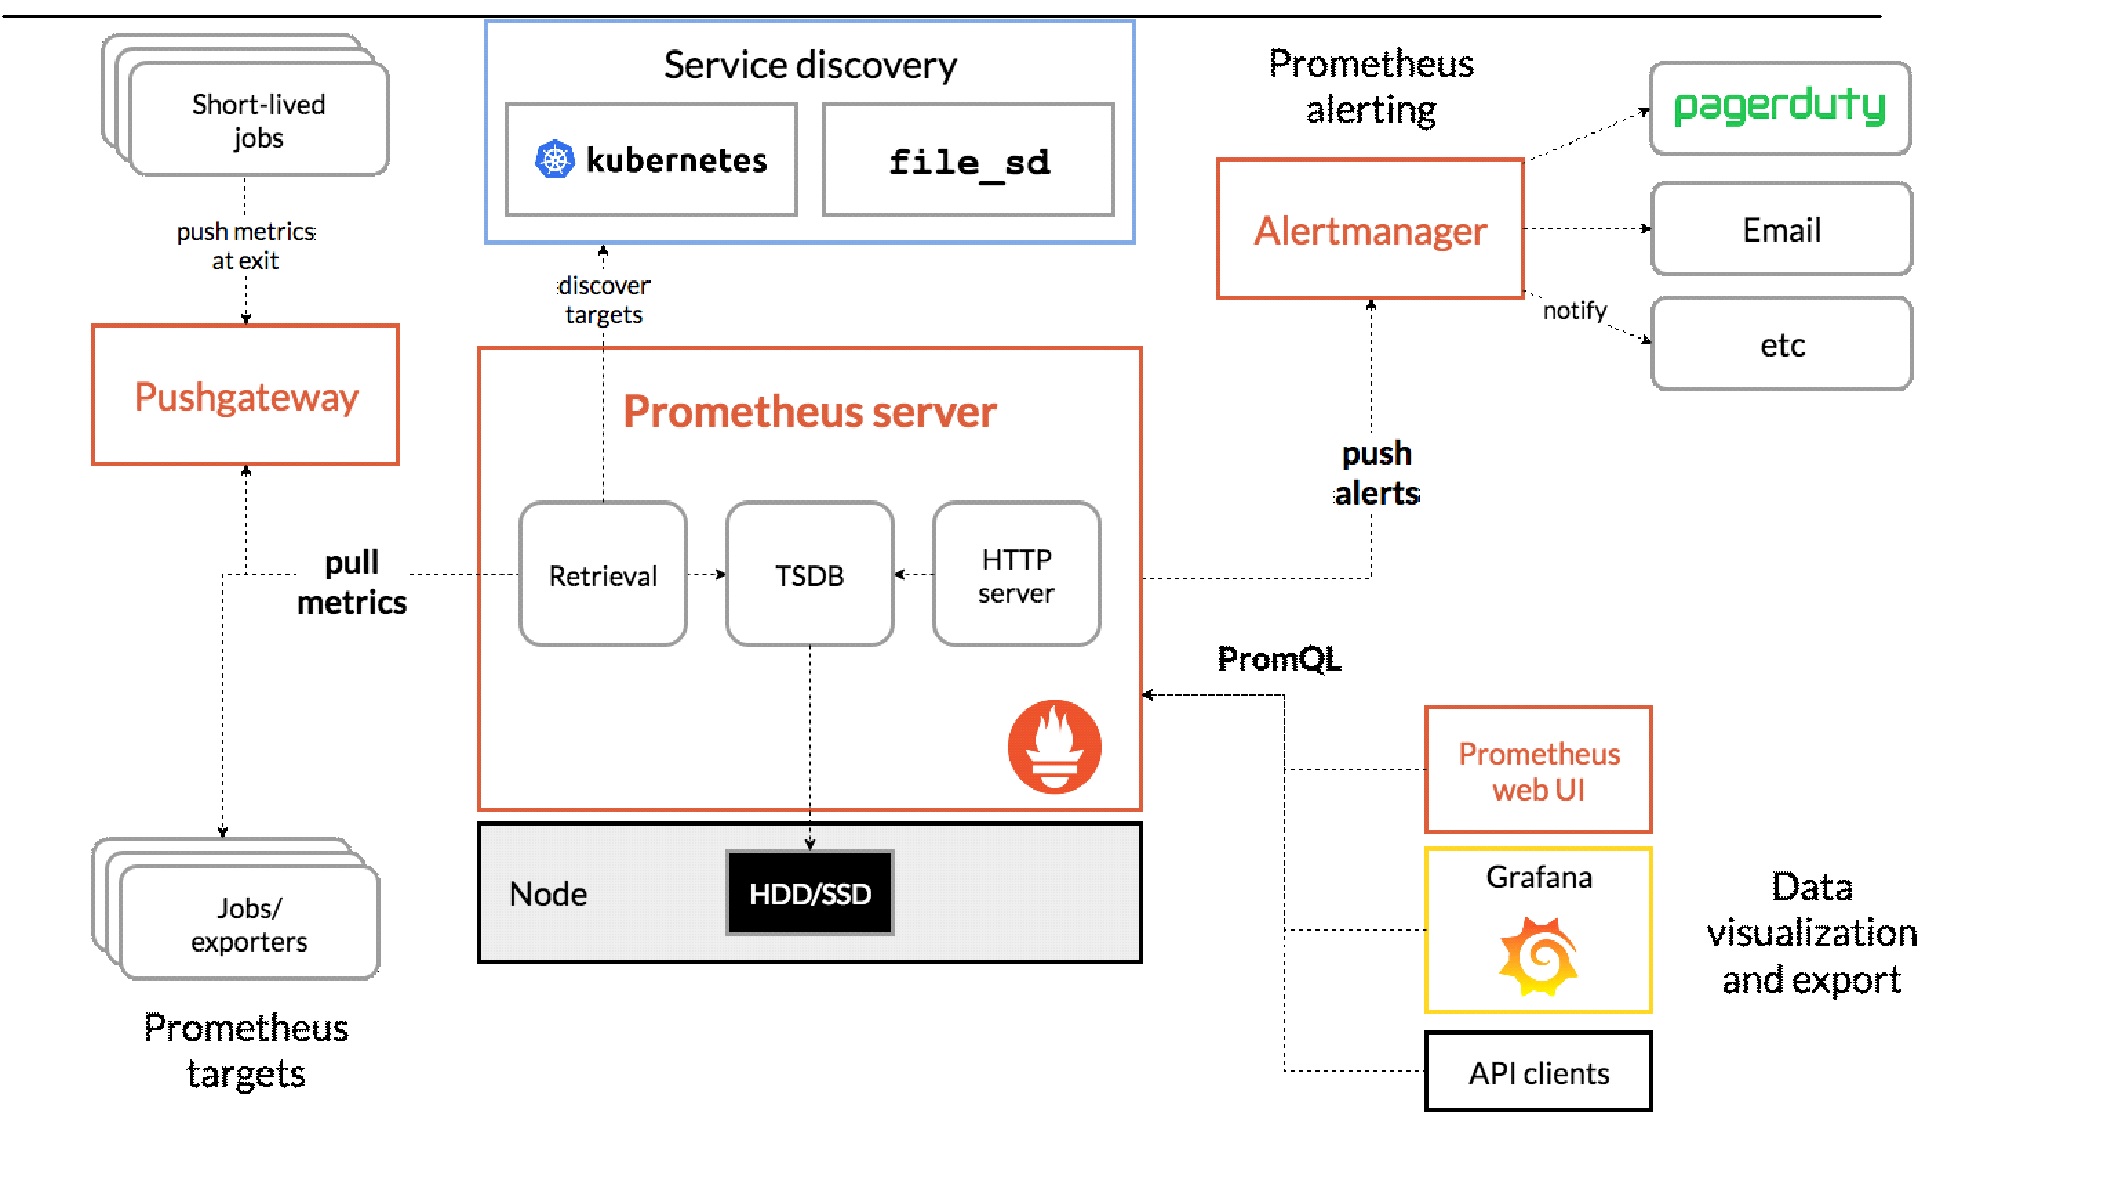 Short-lived
jobs
push metrics
at exit
Pushgateway
pull
metrics
Jobs/
exporters
Prometheus
targets
Service discovery
kubernetes
file_sd
discover
targets
Prometheus server
Retrieval
TSDB
HTTP
server
Node
HDD/SSD
Prometheus
alerting
Alertmanager
pagerduty
Email
notify
etc
push
alerts
PromQL
Prometheus
web UI
Grafana
API clients
Data
visualization
and export